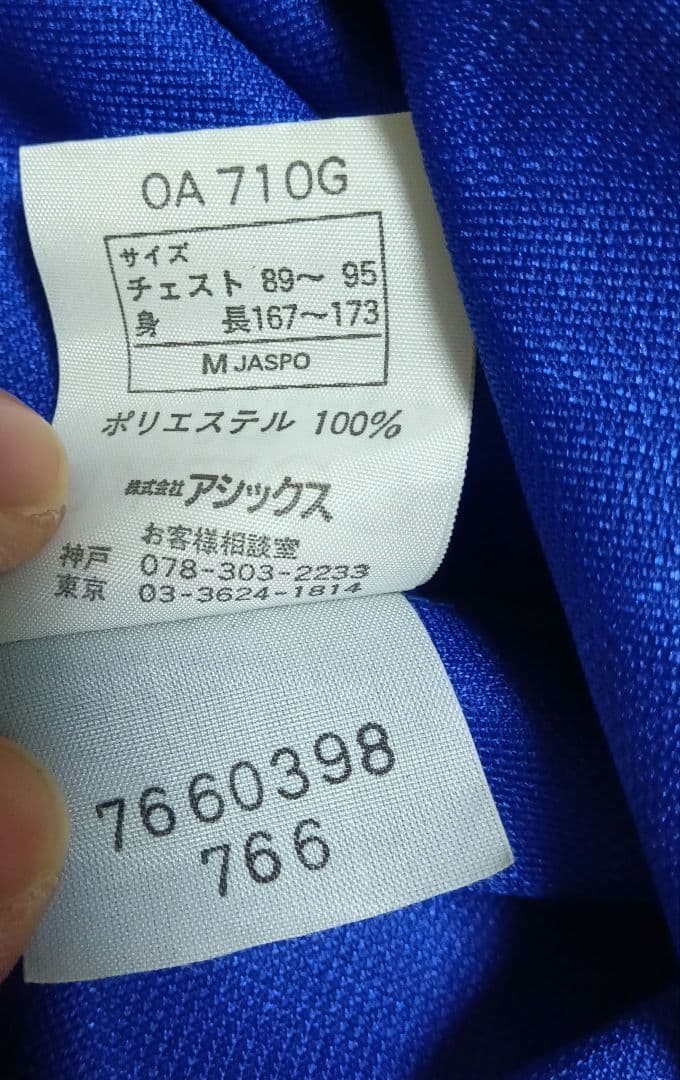 OA710G
サイズ
チェスト 89～ 95
身 長167～173
M JASPO
ポリエステル 100%
株式会社アシックス
お客様相談室
神戸 078-303-2233
東京 03-3624-1814
7660398
766